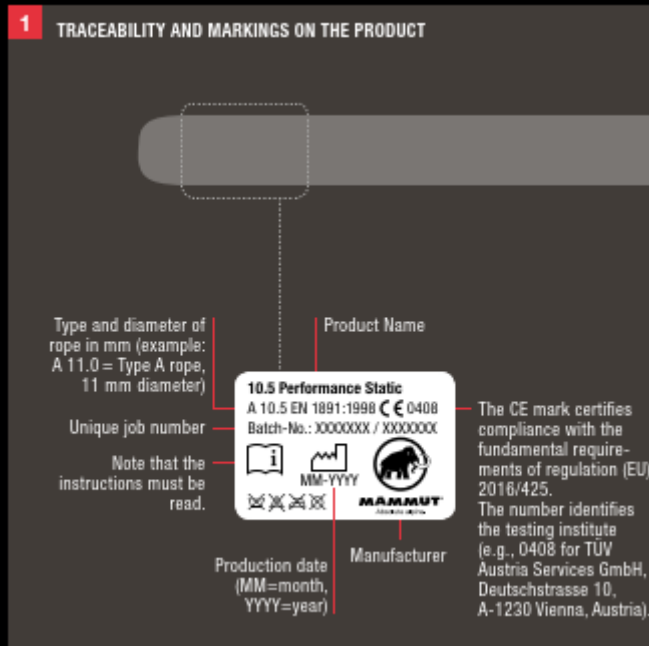 1 TRACEABILITY AND MARKINGS ON THE PRODUCT
Type and diameter of
rope in mm (example:
A 11.0 = Type A rope,
11 mm diameter)
Product Name
Unique job number
Note that the
instructions must be
read.
10.5 Performance Static
A 10.5 EN 1891:1998 CE 0408
Batch-No.: XXXXXXX / XXXXXXX
i
MM-YYYY
MAMMUT
Production date
(MM=month,
YYYY=year)
Manufacturer
The CE mark certifies
compliance with the
fundamental require-
ments of regulation (EU)
2016/425.
The number identifies
the testing institute
(e.g., 0408 for TÜV
Austria Services GmbH,
Deutschstrasse 10,
A-1230 Vienna, Austria).